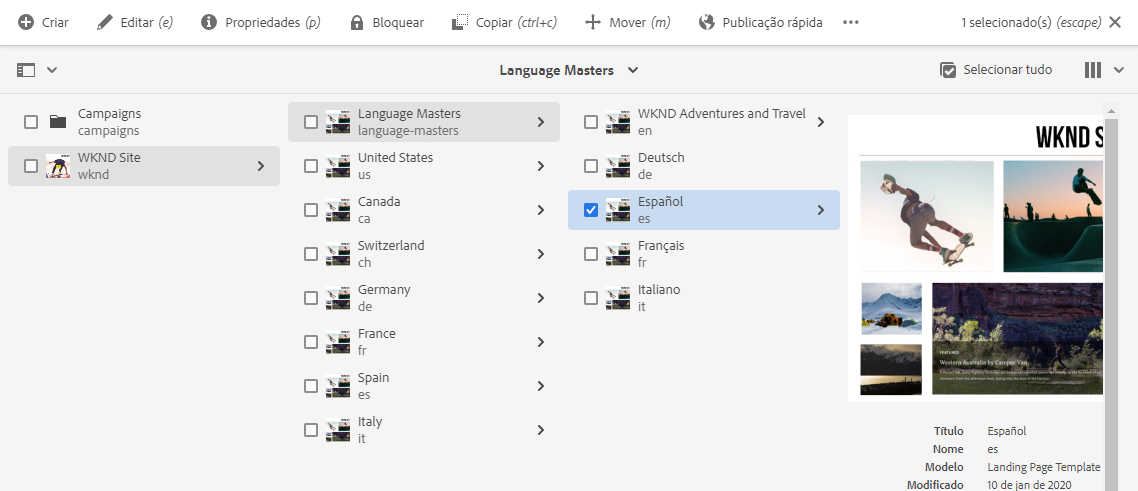 Criar Editar (e) Propriedades (p) Bloquear Copiar (ctrl+c) Mover (m) Publicação rápida ••• 1 selecionado(s) (escape)
Language Masters
Selecionar tudo
Campaigns
campaigns
WKND Site
wknd
Language Masters
language-masters
United States
us
Canada
ca
Switzerland
ch
Germany
de
France
fr
Spain
es
Italy
it
WKND Adventures and Travel
en
Deutsch
de
Español
es
Français
fr
Italiano
it
WKND S
FEATURED
Western Australia by Camper Van
Título Español
Nome es
Modelo Landing Page Template
Modificado 10 de jan de 2020